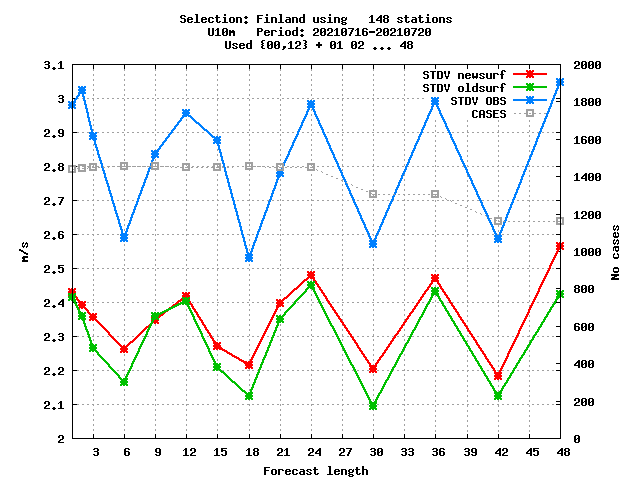 Selection: Finland using   148 stations
U10m   Period: 20210716-20210720
Used {00,12} + 01 02 ... 48
3.1
3
2.9
2.8
2.7
2.6
2.5
2.4
2.3
2.2
2.1
2
m/s
STDV newsurf
STDV oldsurf
STDV OBS
CASES
2000
1800
1600
1400
1200
1000
800
600
400
200
0
No cases
3 6 9 12 15 18 21 24 27 30 33 36 39 42 45 48
Forecast length